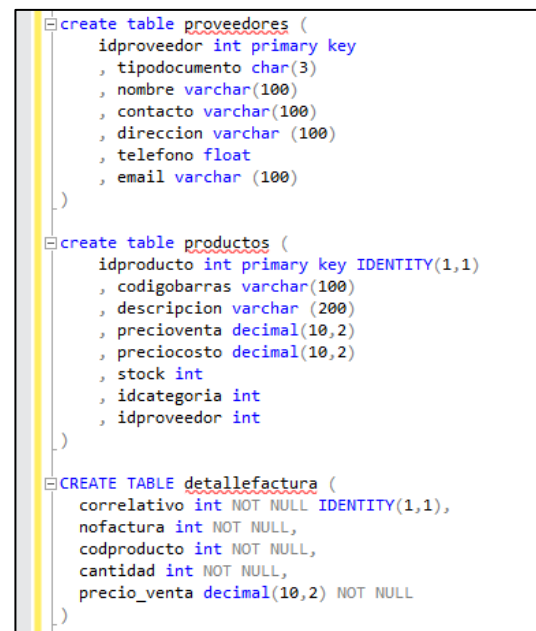 create table proveedores (
idproveedor int primary key
, tipodocumento char(3)
, nombre varchar(100)
, contacto varchar(100)
, direccion varchar (100)
, telefono float
, email varchar (100)
)
create table productos (
idproducto int primary key IDENTITY(1,1)
, codigobarras varchar(100)
, descripcion varchar (200)
, precioventa decimal(10,2)
, preciocosto decimal(10,2)
, stock int
, idcategoria int
, idproveedor int
)
CREATE TABLE detallefactura (
correlativo int NOT NULL IDENTITY(1,1),
nofactura int NOT NULL,
codproducto int NOT NULL,
cantidad int NOT NULL,
precio_venta decimal(10,2) NOT NULL
)